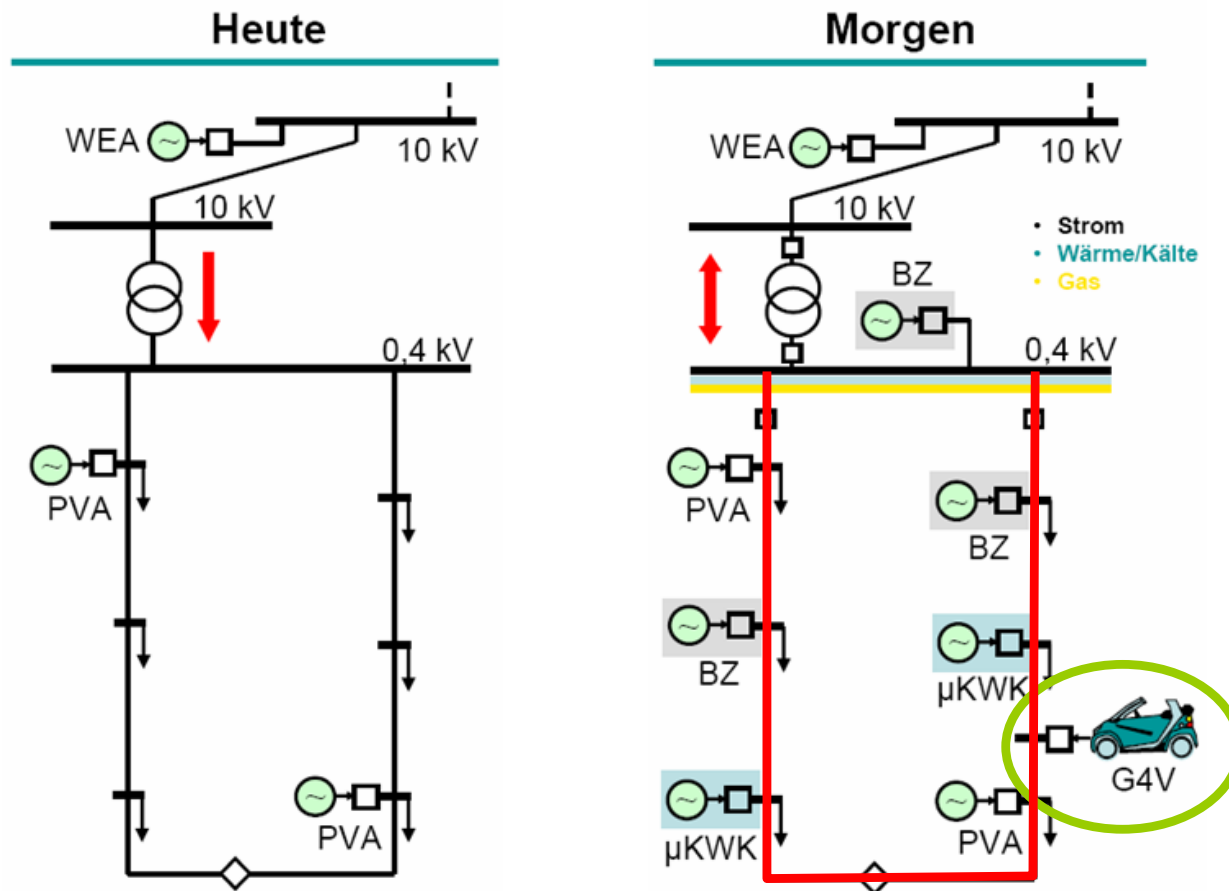 Heute
WEA
~
10 kV
10 kV
0,4 kV
~
PVA
~
PVA
Morgen
WEA
~
10 kV
10 kV
• Strom
• Wärme/Kälte
• Gas
BZ
~
0,4 kV
~
PVA
~
BZ
~
BZ
~
µKWK
G4V
~
µKWK
~
PVA